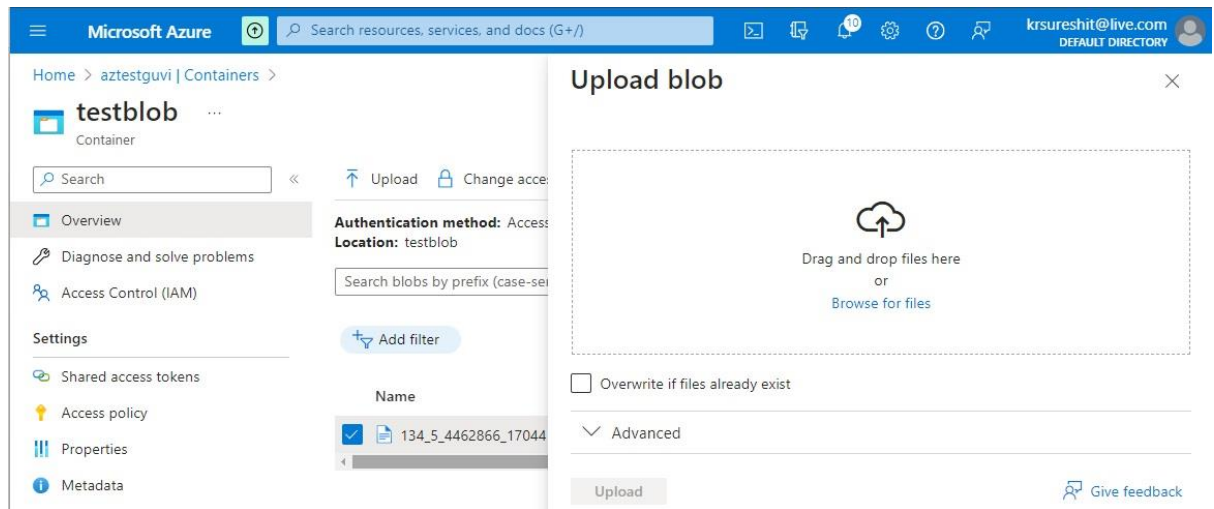 Microsoft Azure
Search resources, services, and docs (G+/)
10
krsureshit@live.com
DEFAULT DIRECTORY
Home > aztestguvi | Containers >
testblob ...
Container
Search
«
Overview
Diagnose and solve problems
Access Control (IAM)
Settings
Shared access tokens
Access policy
Properties
Metadata
Upload
Change acce
Authentication method: Access
Location: testblob
Search blobs by prefix (case-se
Add filter
Name
134_5_4462866_17044
Upload blob
Drag and drop files here
or
Browse for files
Overwrite if files already exist
Advanced
Upload
Give feedback